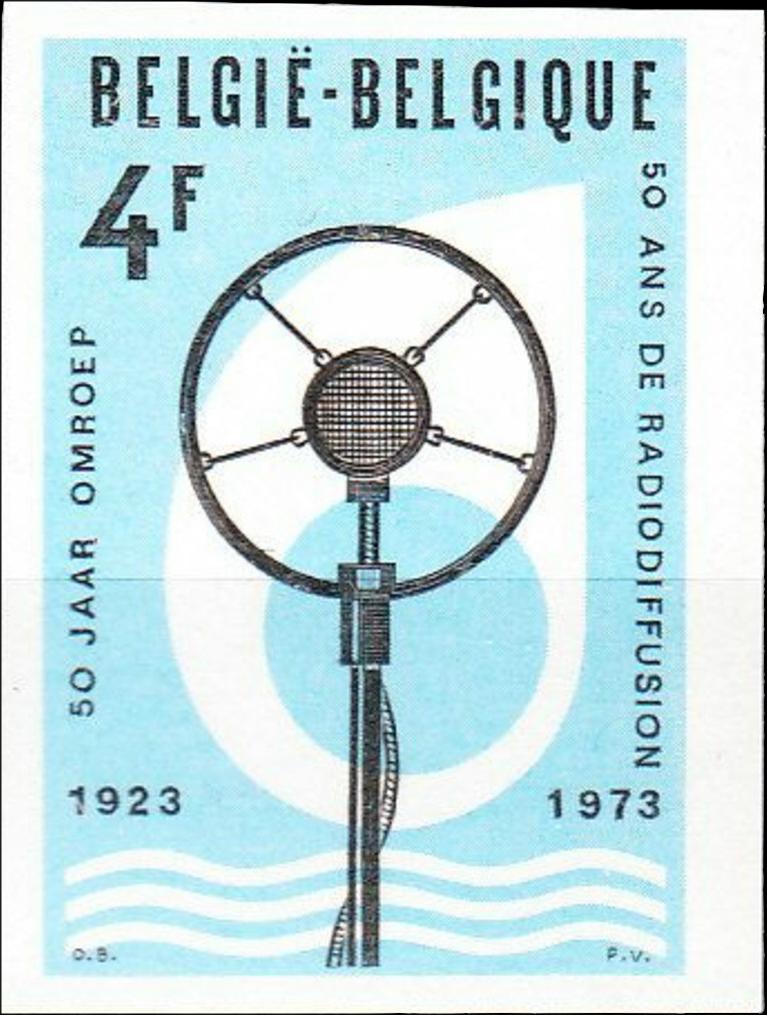 BELGIË-BELGIQUE
4F
50 JAAR OMROEP
50 ANS DE RADIODIFFUSION
1923
1973
O.B.
P.V.